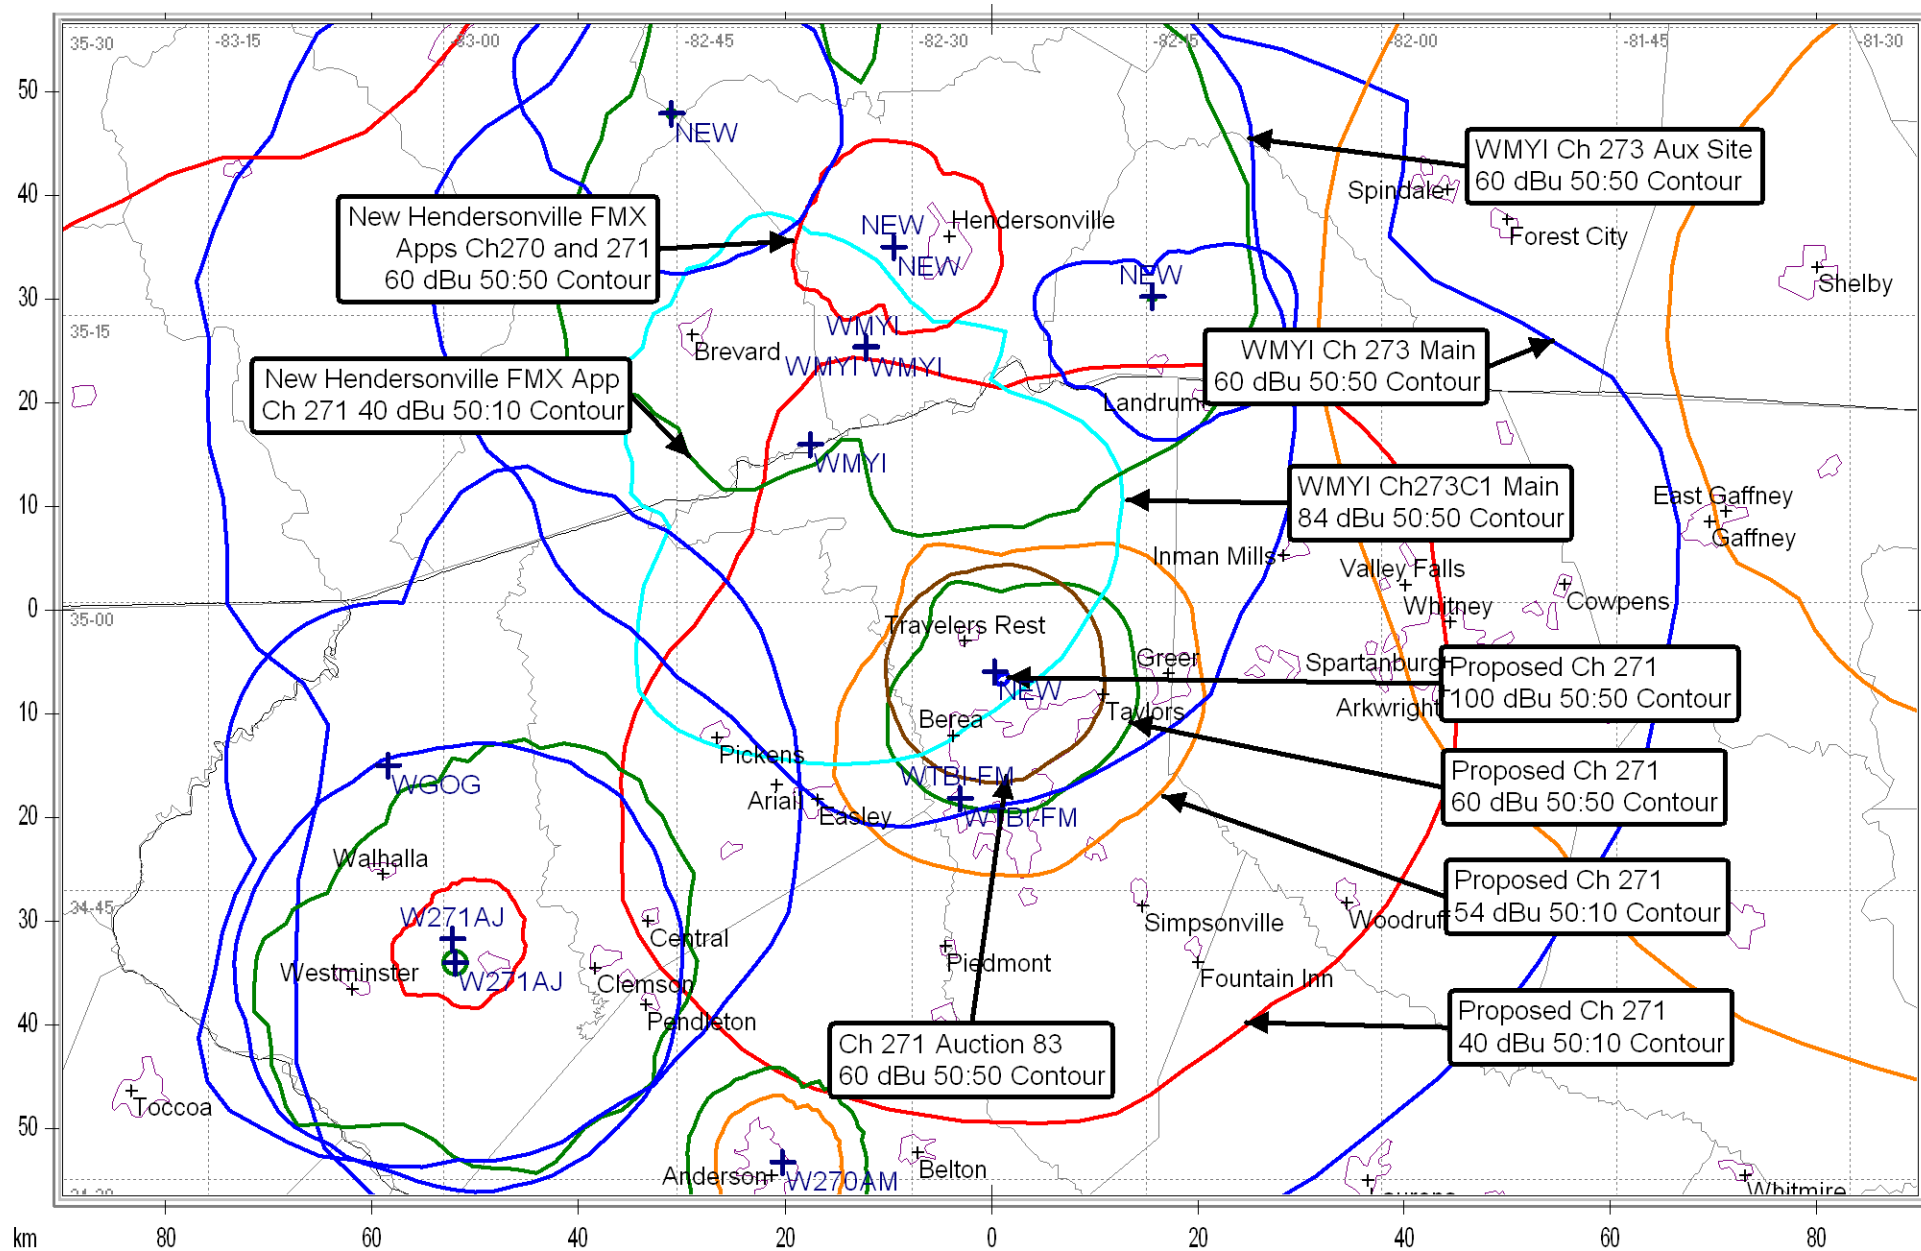 35-30
-83-15
-83-00
-82-45
-82-30
-82-15
-82-00
-81-45
-81-30
50
NEW
WMYI Ch 273 Aux Site
60 dBu 50:50 Contour
Spindale
40
New Hendersonville FMX
Apps Ch270 and 271
60 dBu 50:50 Contour
NEW
Hendersonville
NEW
Forest City
NEW
Shelby
30
35-15
WMYI
WMYI WMYI
Brevard
WMYI Ch 273 Main
60 dBu 50:50 Contour
New Hendersonville FMX App
Ch 271 40 dBu 50:10 Contour
20
Landrum
WMYI
WMYI Ch273C1 Main
84 dBu 50:50 Contour
10
East Gaffney
Gaffney
Inman Mills
Valley Falls
Whitney
Cowpens
0
35-00
Travelers Rest
Greer
Spartanburg
Proposed Ch 271
100 dBu 50:50 Contour
NEW
Taylors
Arkwright
10
Berea
Pickens
WGOG
WTBI-FM
WTBI-FM
Ariail
Easley
Proposed Ch 271
60 dBu 50:50 Contour
20
Walhalla
Proposed Ch 271
54 dBu 50:10 Contour
34-45
W271AJ
Central
Simpsonville
Woodruff
30
Westminster
W271AJ
Clemson
Piedmont
Fountain Inn
Pendleton
40
Ch 271 Auction 83
60 dBu 50:50 Contour
Proposed Ch 271
40 dBu 50:10 Contour
Toccoa
50
Anderson
W270AM
Belton
Laurens
Whitmire
km
80
60
40
20
0
20
40
60
80